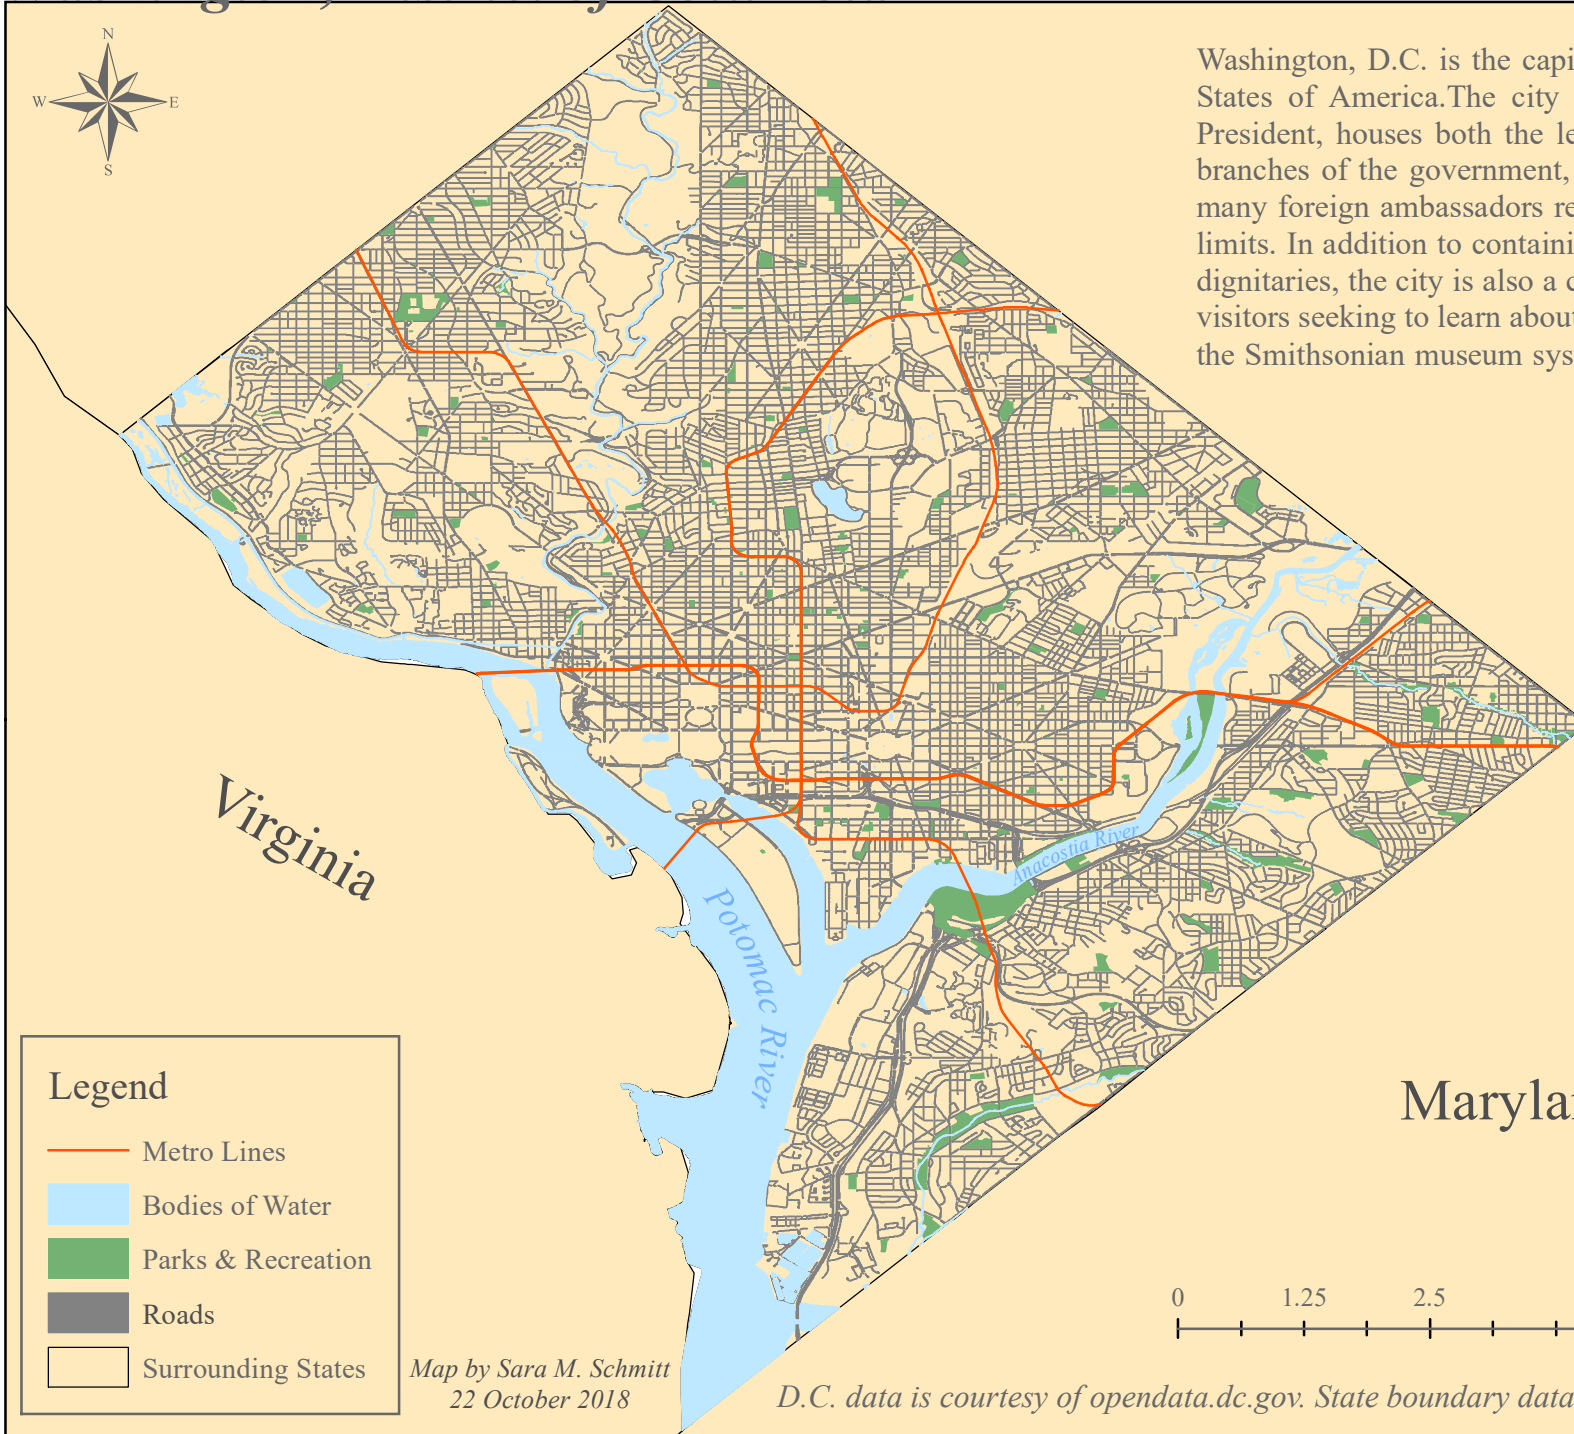 N
W E
S
Washington, D.C. is the capi
States of America.The city
President, houses both the le
branches of the government,
many foreign ambassadors re
limits. In addition to containi
dignitaries, the city is also a c
visitors seeking to learn about
the Smithsonian museum sys
Virginia
Anacostia River
Potomac River
Marylan
Legend
Metro Lines
Bodies of Water
Parks & Recreation
Roads
Surrounding States
Map by Sara M. Schmitt
22 October 2018
0 1.25 2.5
D.C. data is courtesy of opendata.dc.gov. State boundary data